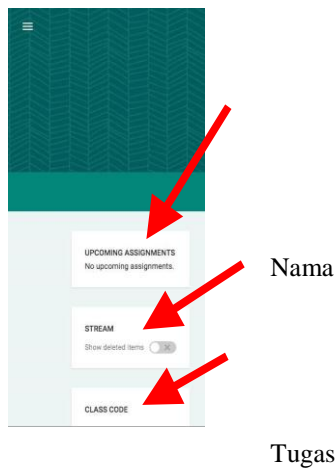 UPCOMING ASSIGNMENTS
No upcoming assignments.
Nama
STREAM
Show deleted items
CLASS CODE
Tugas